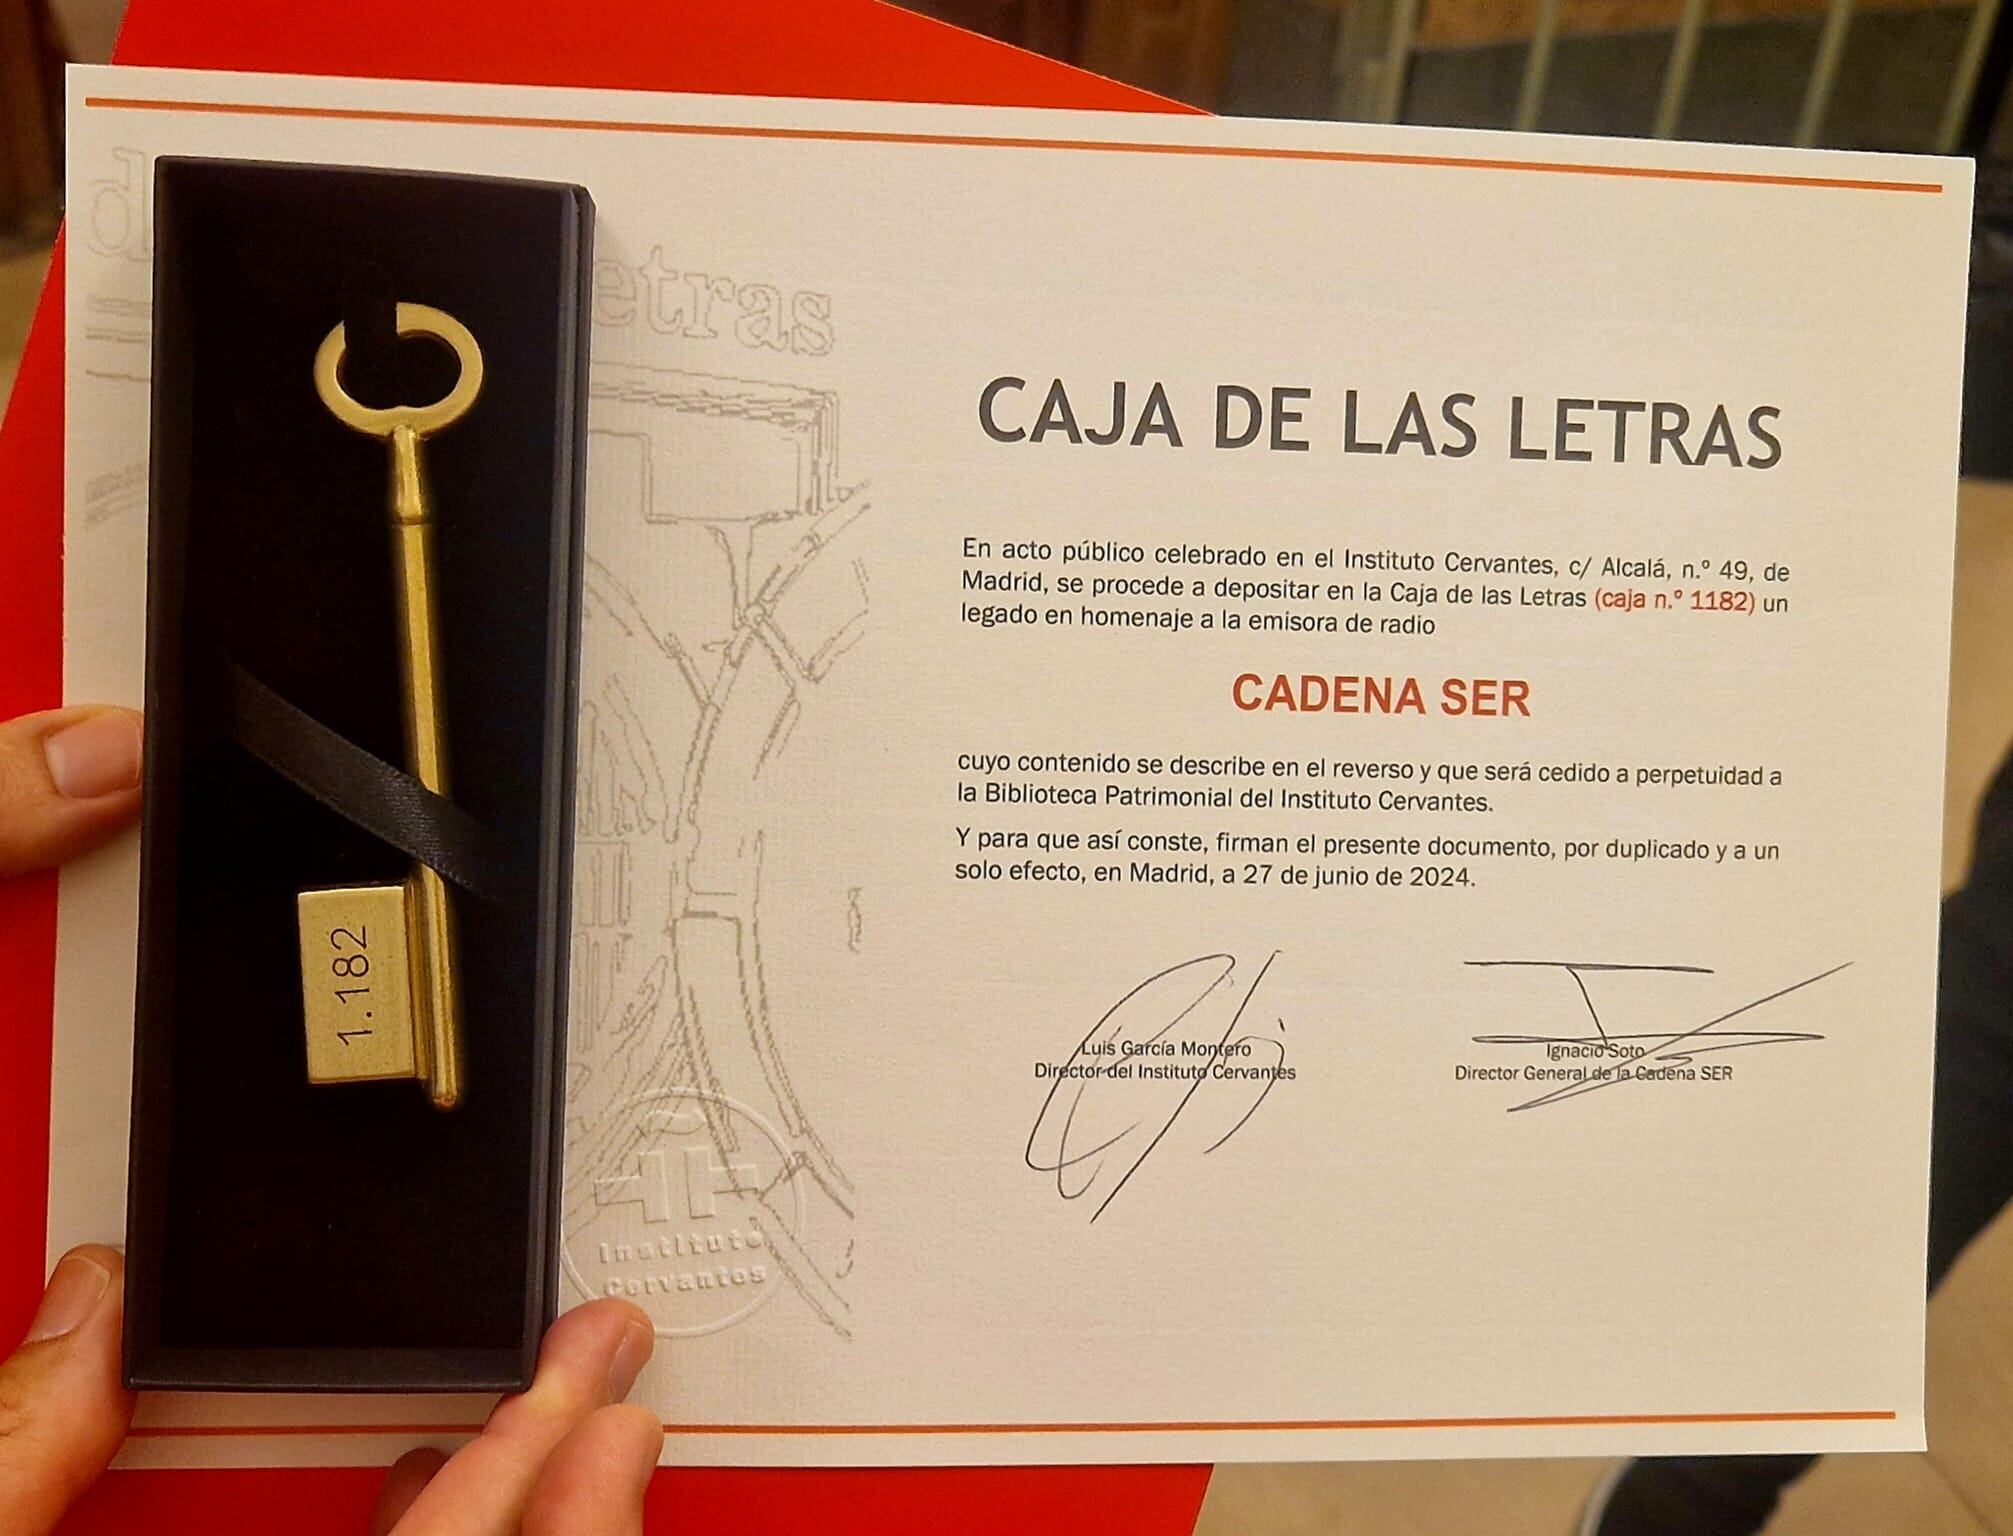 etras
CAJA DE LAS LETRAS
En acto público celebrado en el Instituto Cervantes, c/ Alcalá, n.º 49, de
Madrid, se procede a depositar en la Caja de las Letras (caja n.º 1182) un
legado en homenaje a la emisora de radio
CADENA SER
cuyo contenido se describe en el reverso y que será cedido a perpetuidad a
la Biblioteca Patrimonial del Instituto Cervantes.
Y para que así conste, firman el presente documento, por duplicado y a un
solo efecto, en Madrid, a 27 de junio de 2024.
Luis García Montero
Director del Instituto Cervantes
Ignacio Soto
Director General de la Cadena SER
1.182
Instituto
Cervantes